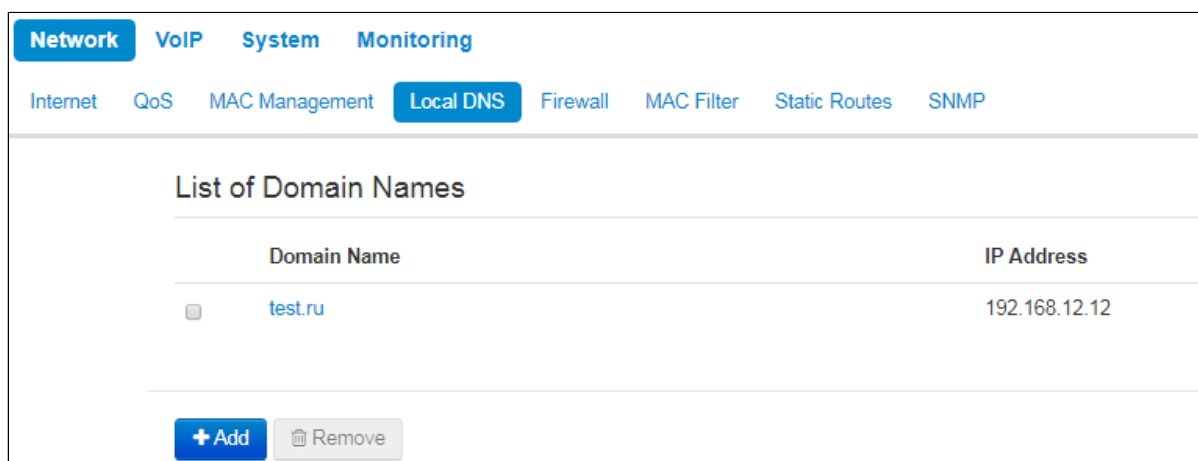 Network VoIP System Monitoring
Internet QoS MAC Management Local DNS Firewall MAC Filter Static Routes SNMP
List of Domain Names
Domain Name IP Address
test.ru 192.168.12.12
+ Add Remove